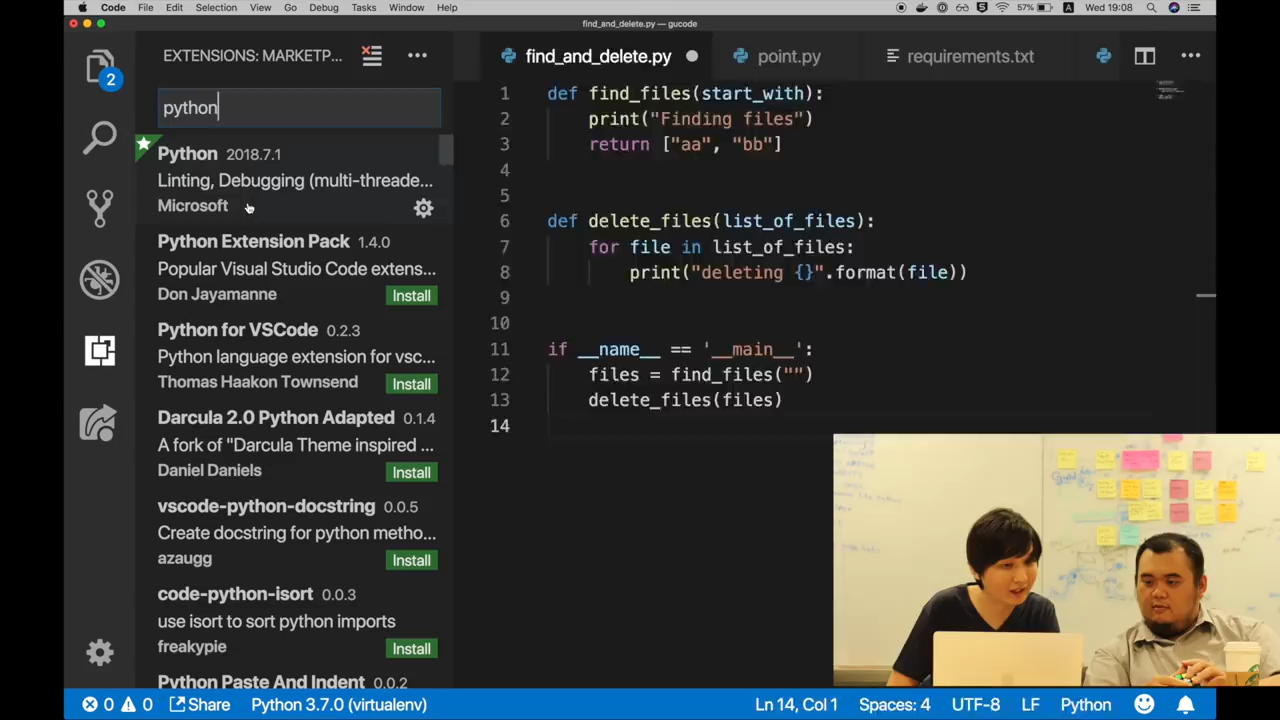 Code File Edit Selection View Go Debug Tasks Window Help 57% A Wed 19:08
find_and_delete.py — gucode
EXTENSIONS: MARKETP...
python
Python 2018.7.1
Linting, Debugging (multi-threade...
Microsoft
Python Extension Pack 1.4.0
Popular Visual Studio Code extens...
Don Jayamanne Install
Python for VSCode 0.2.3
Python language extension for vsc...
Thomas Haakon Townsend Install
Darcula 2.0 Python Adapted 0.1.4
A fork of "Darcula Theme inspired ...
Daniel Daniels Install
vscode-python-docstring 0.0.5
Create docstring for python metho...
azaugg Install
code-python-isort 0.0.3
use isort to sort python imports
freakypie Install
Python Paste And Indent 0.0.2
2
find_and_delete.py point.py requirements.txt
1 def find_files(start_with):
2 print("Finding files")
3 return ["aa", "bb"]
4
5
6 def delete_files(list_of_files):
7 for file in list_of_files:
8 print("deleting {}".format(file))
9
10
11 if __name__ == '__main__':
12 files = find_files("")
13 delete_files(files)
14
0 0 Share Python 3.7.0 (virtualenv) Ln 14, Col 1 Spaces: 4 UTF-8 LF Python